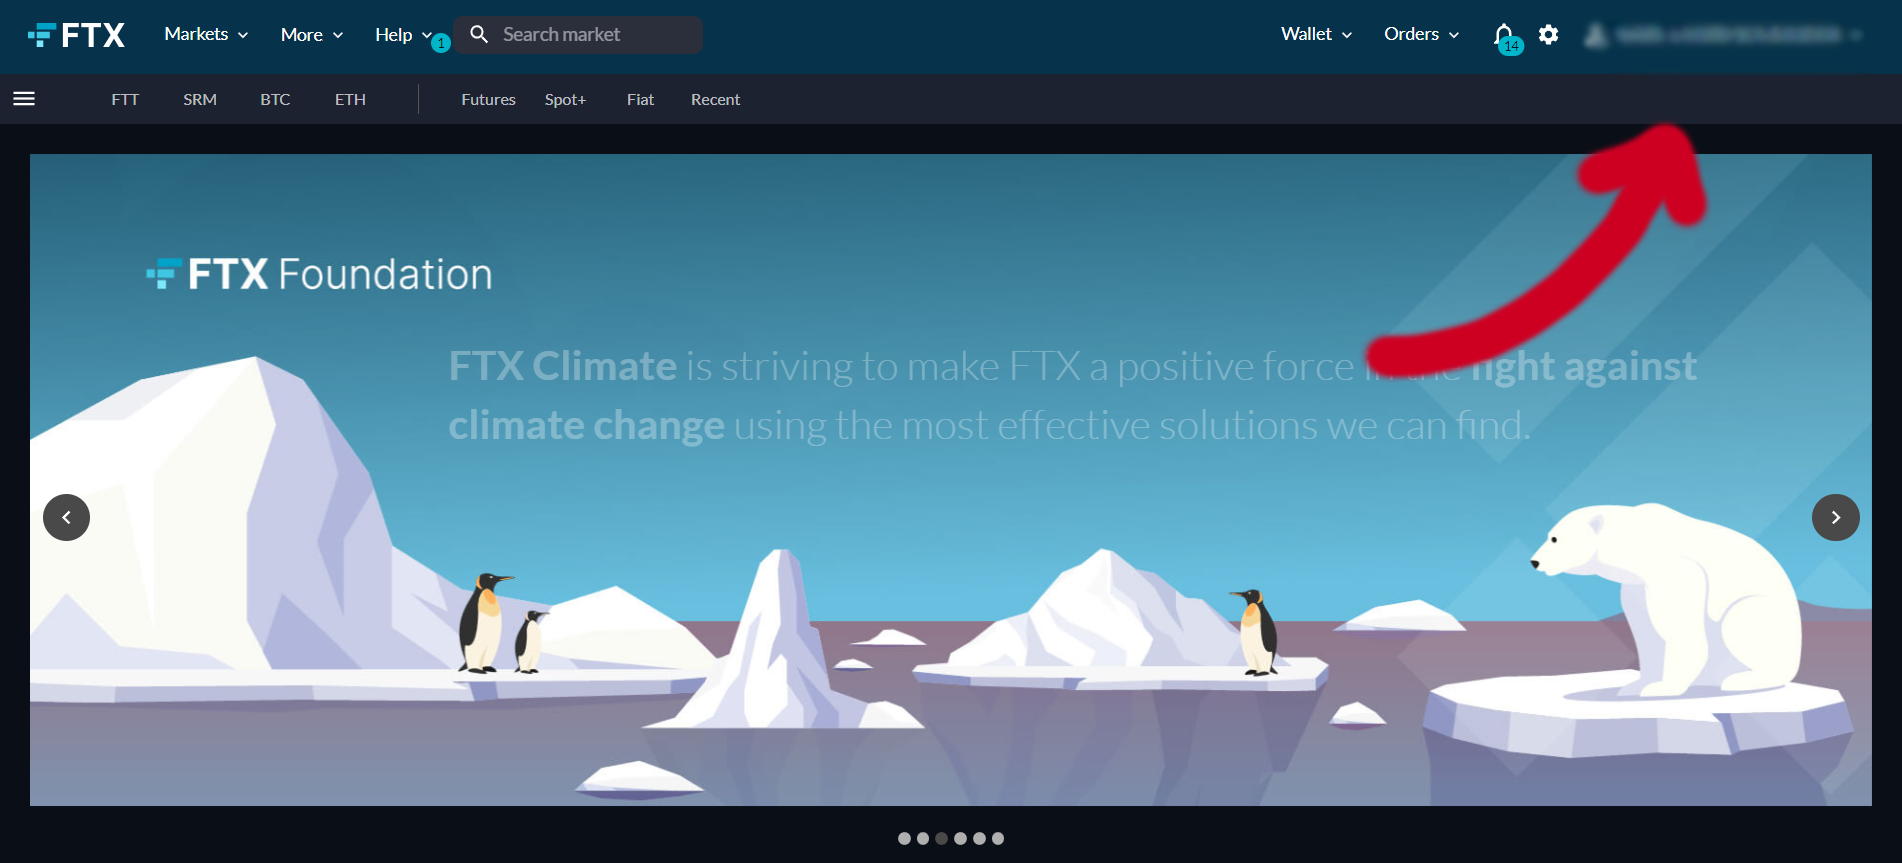 FTX Markets More Help 1 Search market Wallet Orders 14
FTT SRM BTC ETH Futures Spot+ Fiat Recent
FTX Foundation
FTX Climate is striving to make FTX a positive force in the fight against
climate change using the most effective solutions we can find.